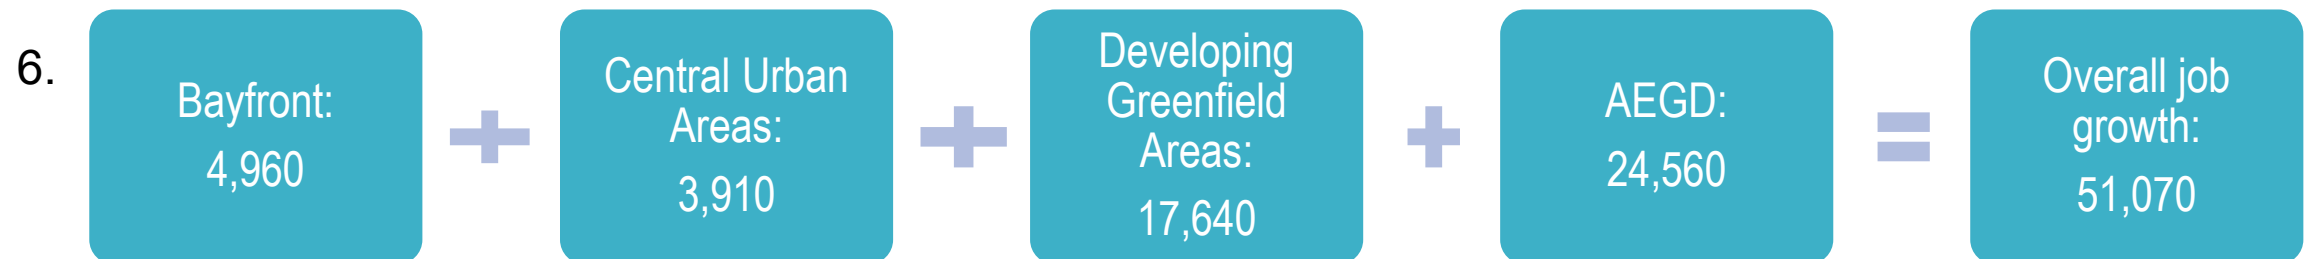 6.
Bayfront:
4,960
Central Urban
Areas:
3,910
Developing
Greenfield
Areas:
17,640
AEGD:
24,560
Overall job
growth:
51,070